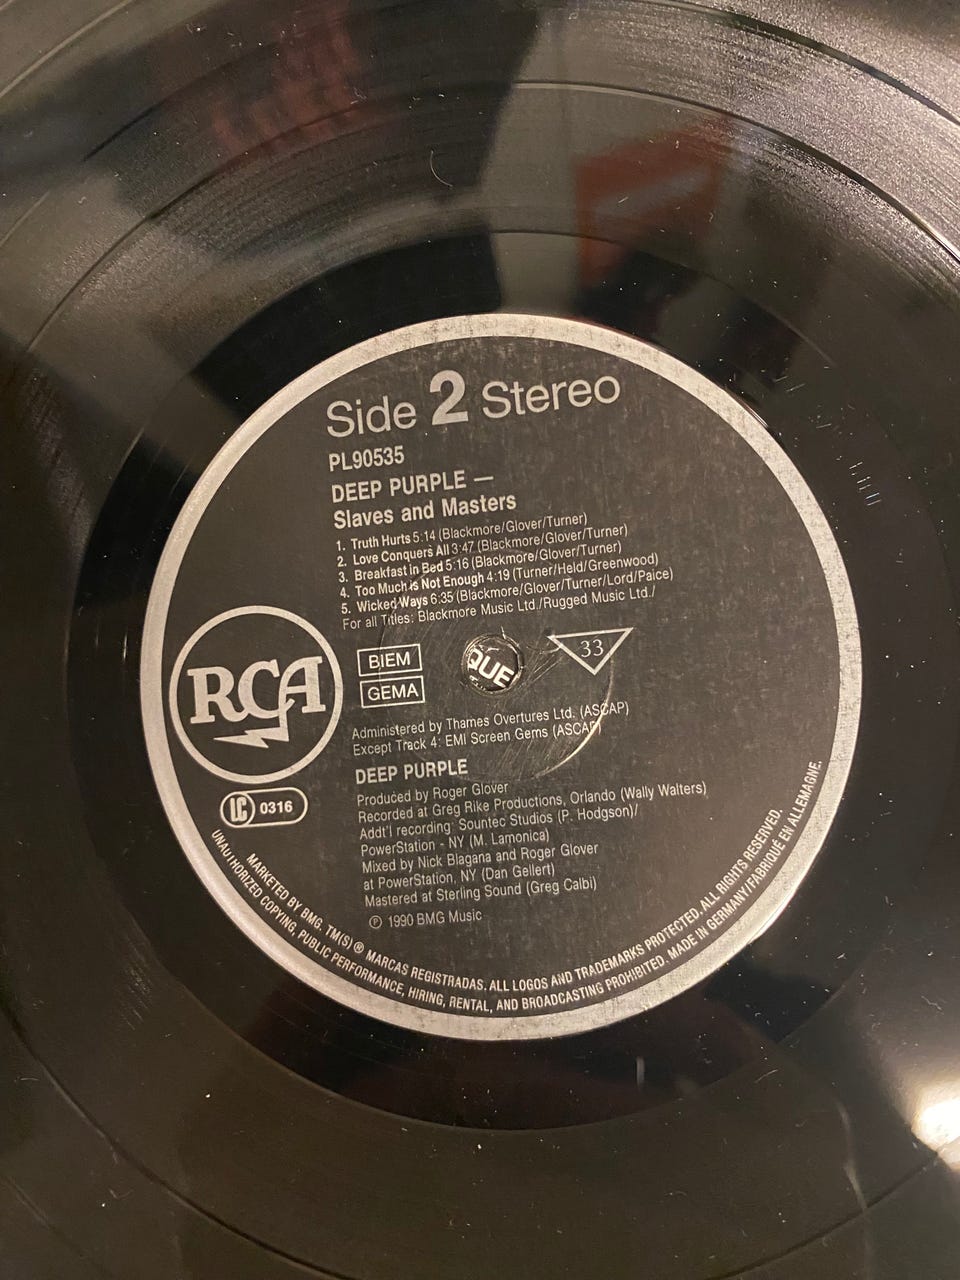 Side 2 Stereo
PL90535
DEEP PURPLE —
Slaves and Masters
1. Truth Hurts 5:14 (Blackmore/Glover/Turner)
2. Love Conquers All 3:47 (Blackmore/Glover/Turner)
3. Breakfast in Bed 5:16 (Blackmore/Glover/Turner)
4. Too Much is Not Enough 4:19 (Turner/Held/Greenwood)
5. Wicked Ways 6:35 (Blackmore/Glover/Turner/Lord/Paice)
For all Titles: Blackmore Music Ltd./Rugged Music Ltd./
RCA
BIEM
GEMA
QUE
33
Administered by Thames Overtures Ltd. (ASCAP)
Except Track 4: EMI Screen Gems (ASCAP)
DEEP PURPLE
LC 0316
Produced by Roger Glover
Recorded at Greg Rike Productions, Orlando (Wally Walters)
Addt'l recording: Sountec Studios (P. Hodgson)/
PowerStation - NY (M. Lamonica)
Mixed by Nick Blagana and Roger Glover
at PowerStation, NY (Dan Gellert)
Mastered at Sterling Sound (Greg Calbi)
℗ 1990 BMG Music
MARKETED BY BMG. TM(S) ® MARCAS REGISTRADAS. ALL LOGOS AND TRADEMARKS PROTECTED. ALL RIGHTS RESERVED.
UNAUTHORIZED COPYING, PUBLIC PERFORMANCE, HIRING, RENTAL, AND BROADCASTING PROHIBITED. MADE IN GERMANY/FABRIQUÉ EN ALLEMAGNE.